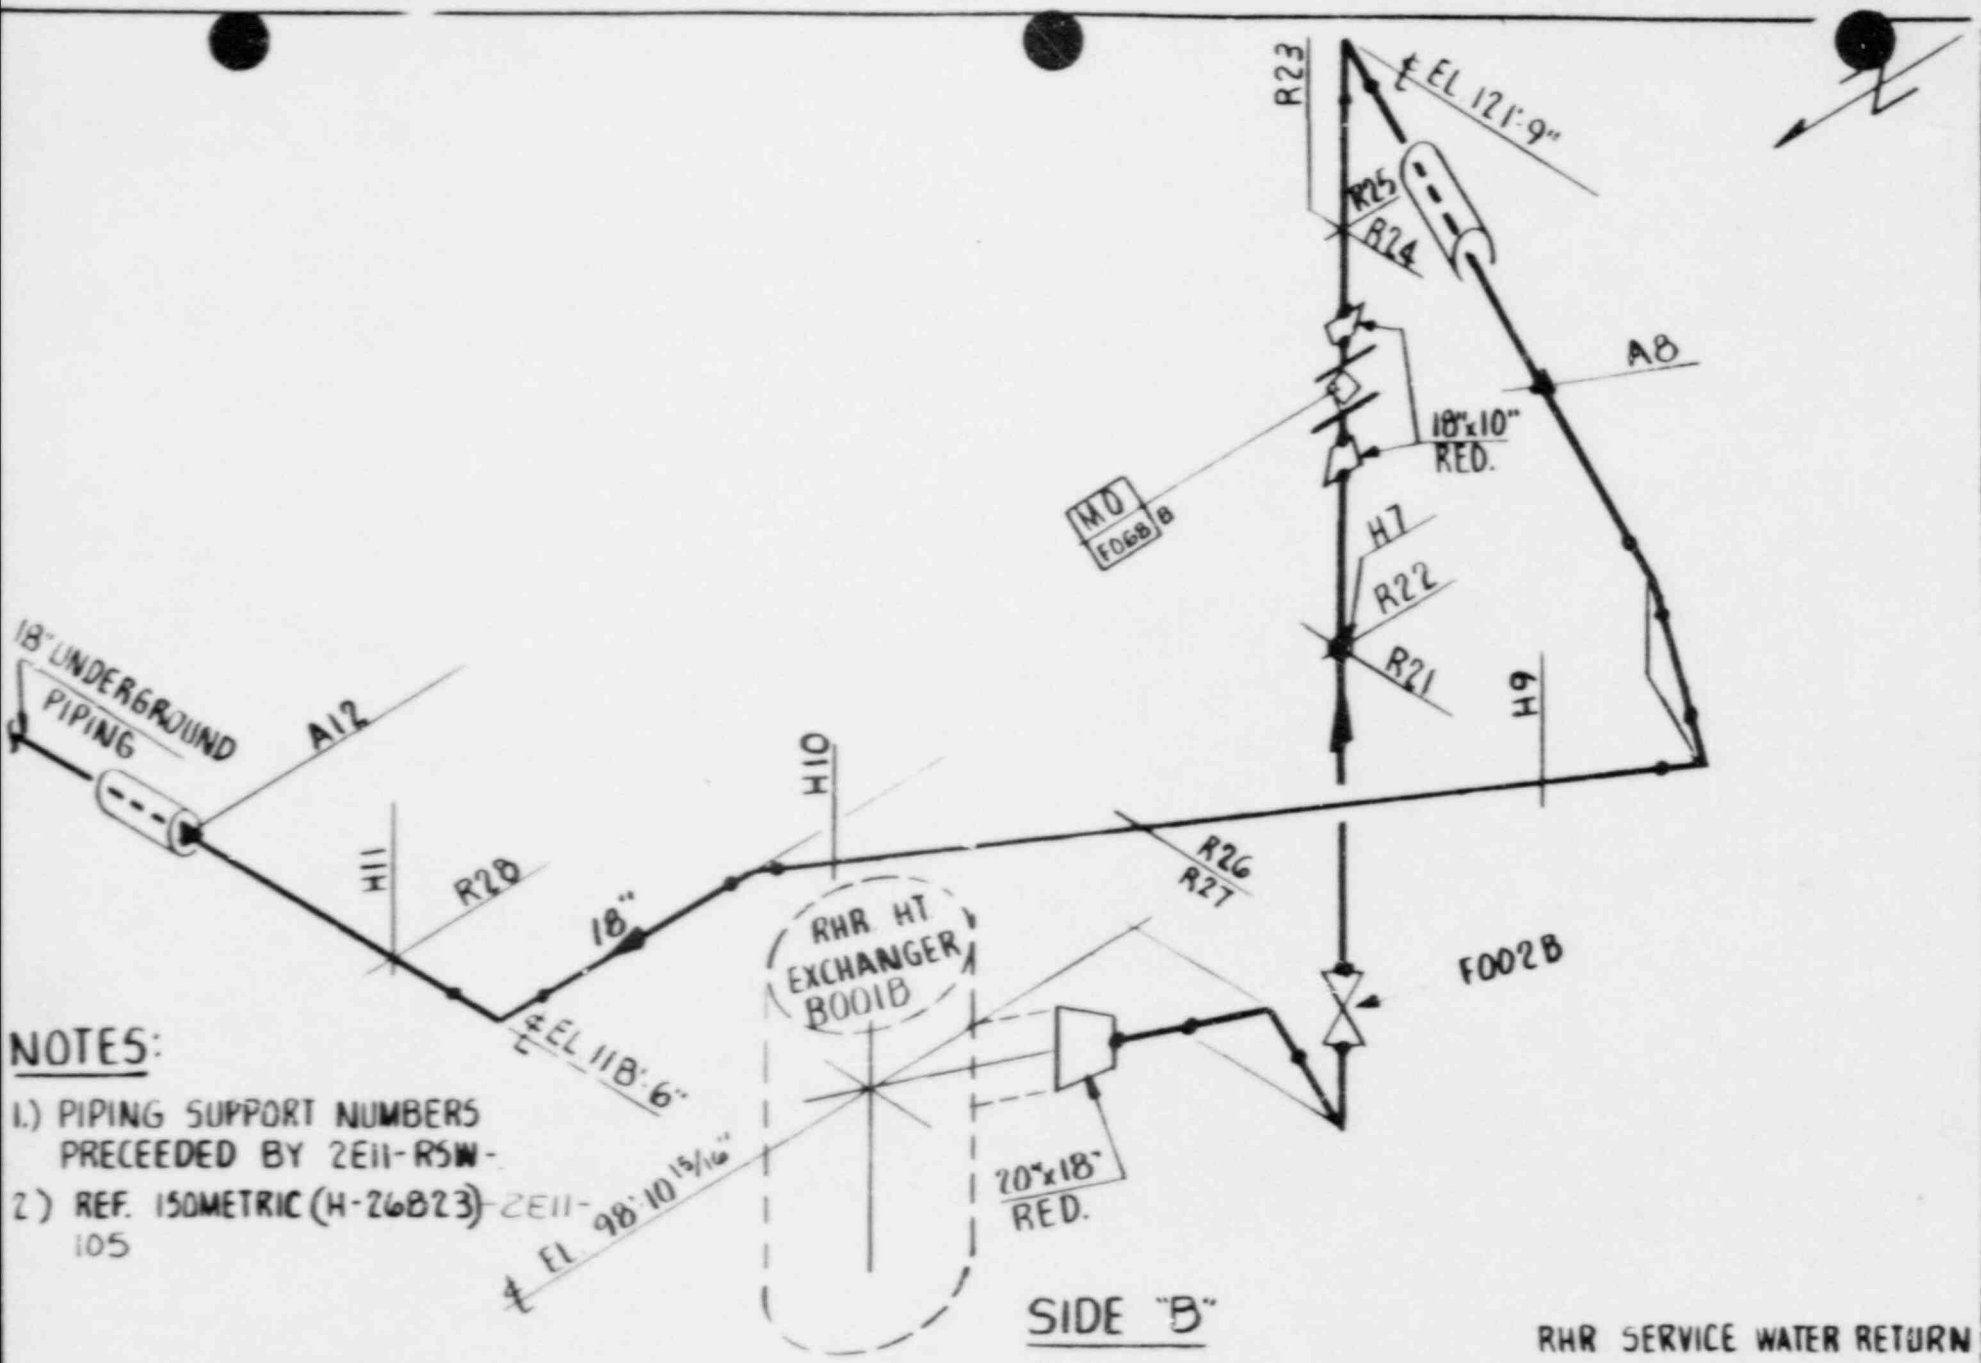 R23
℄ EL 121'-9"
N
R25
R24
A8
18"x10"
RED.
MO
F068 B
H7
R22
R21
H9
18" UNDERGROUND
PIPING
A12
H10
H11
R28
18"
R26
R27
RHR HT
EXCHANGER
B001B
F002B
℄ EL 118'-6"
NOTES:
1.) PIPING SUPPORT NUMBERS
PRECEEDED BY 2E11-RSW-
2) REF. ISOMETRIC (H-26823) 2E11-
105
℄ EL 98'-10 15/16"
20"x18"
RED.
SIDE "B"
RHR SERVICE WATER RETURN